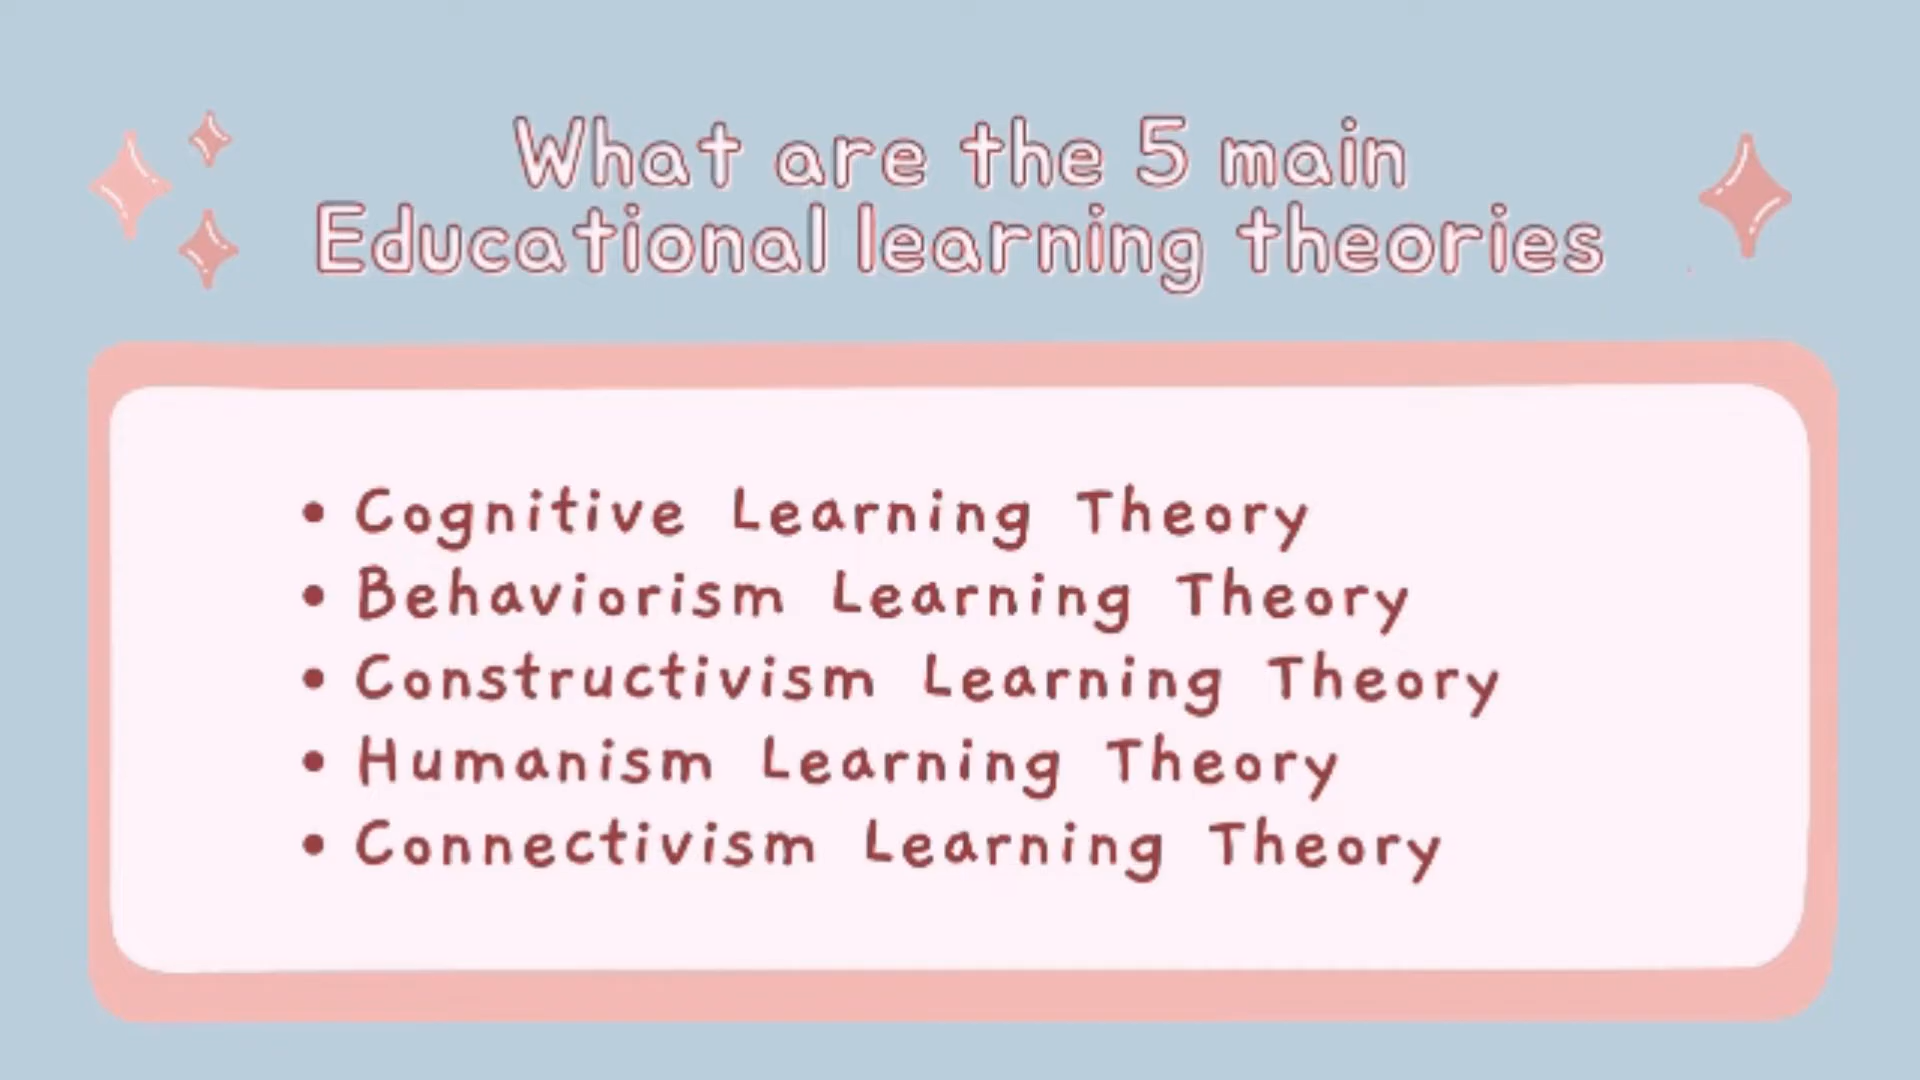 What are the 5 main
Educational learning theories
• Cognitive Learning Theory
• Behaviorism Learning Theory
• Constructivism Learning Theory
• Humanism Learning Theory
• Connectivism Learning Theory